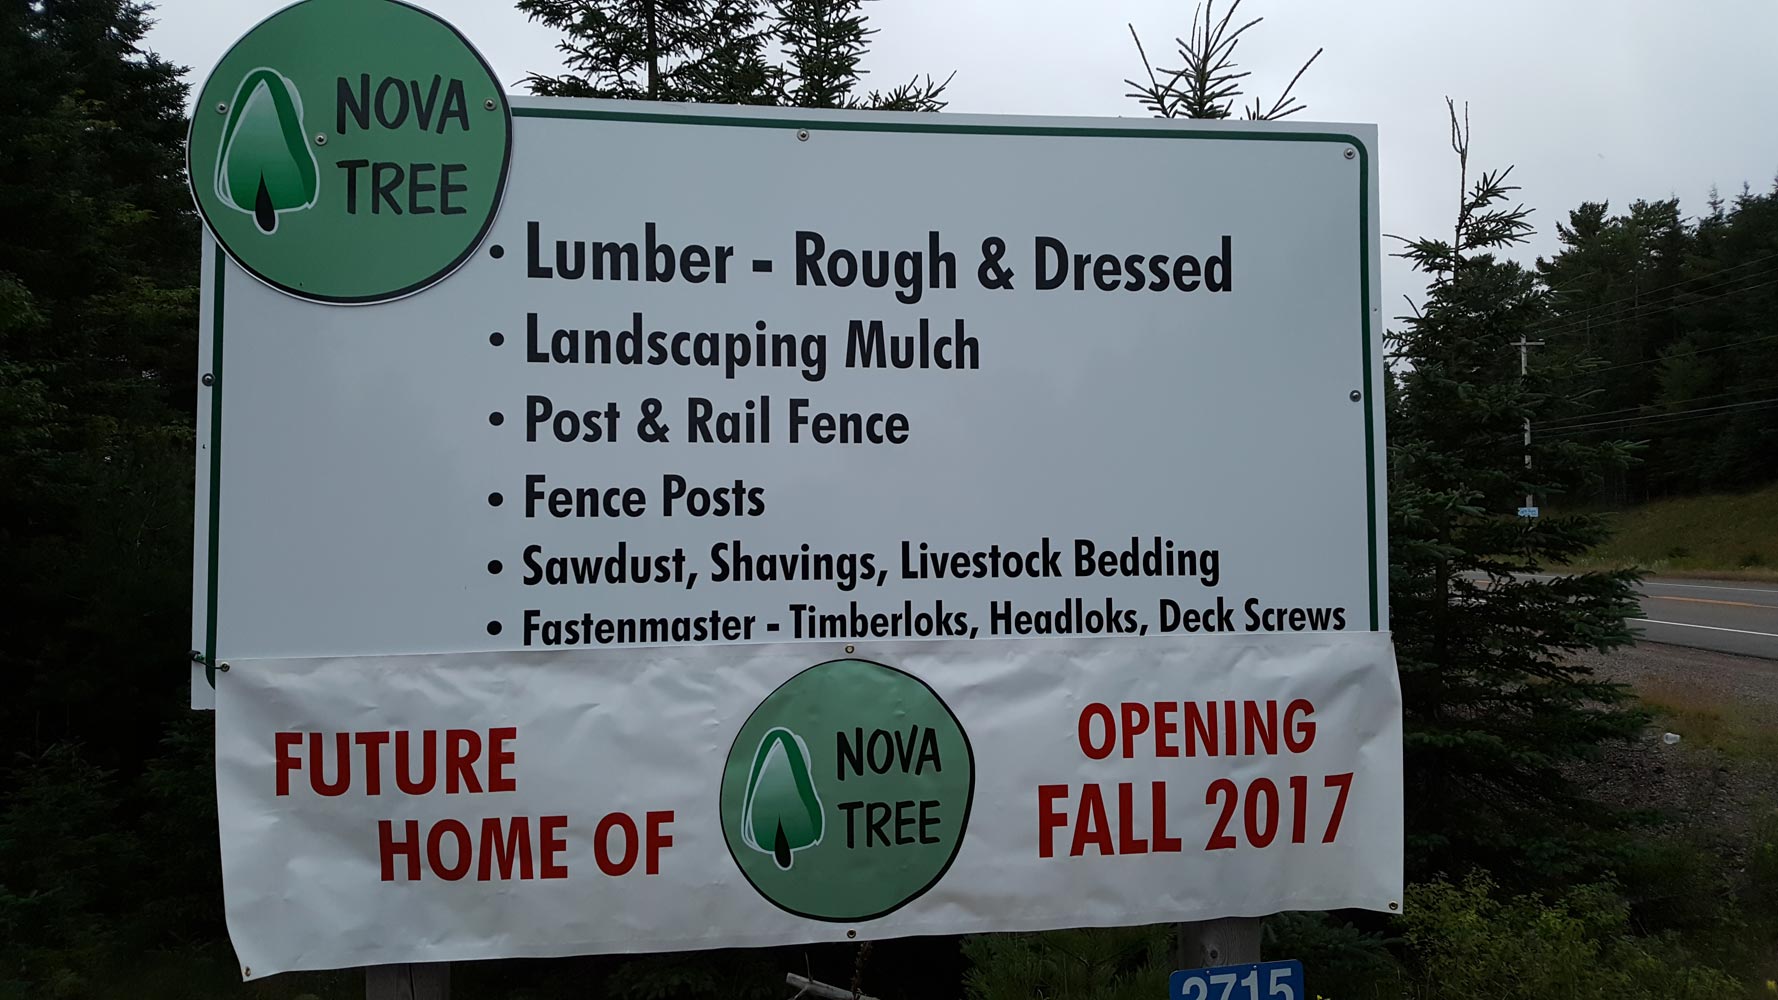 NOVA
TREE
• Lumber - Rough & Dressed
• Landscaping Mulch
• Post & Rail Fence
• Fence Posts
• Sawdust, Shavings, Livestock Bedding
• Fastenmaster - Timberloks, Headloks, Deck Screws
FUTURE
HOME OF
NOVA
TREE
OPENING
FALL 2017
2715